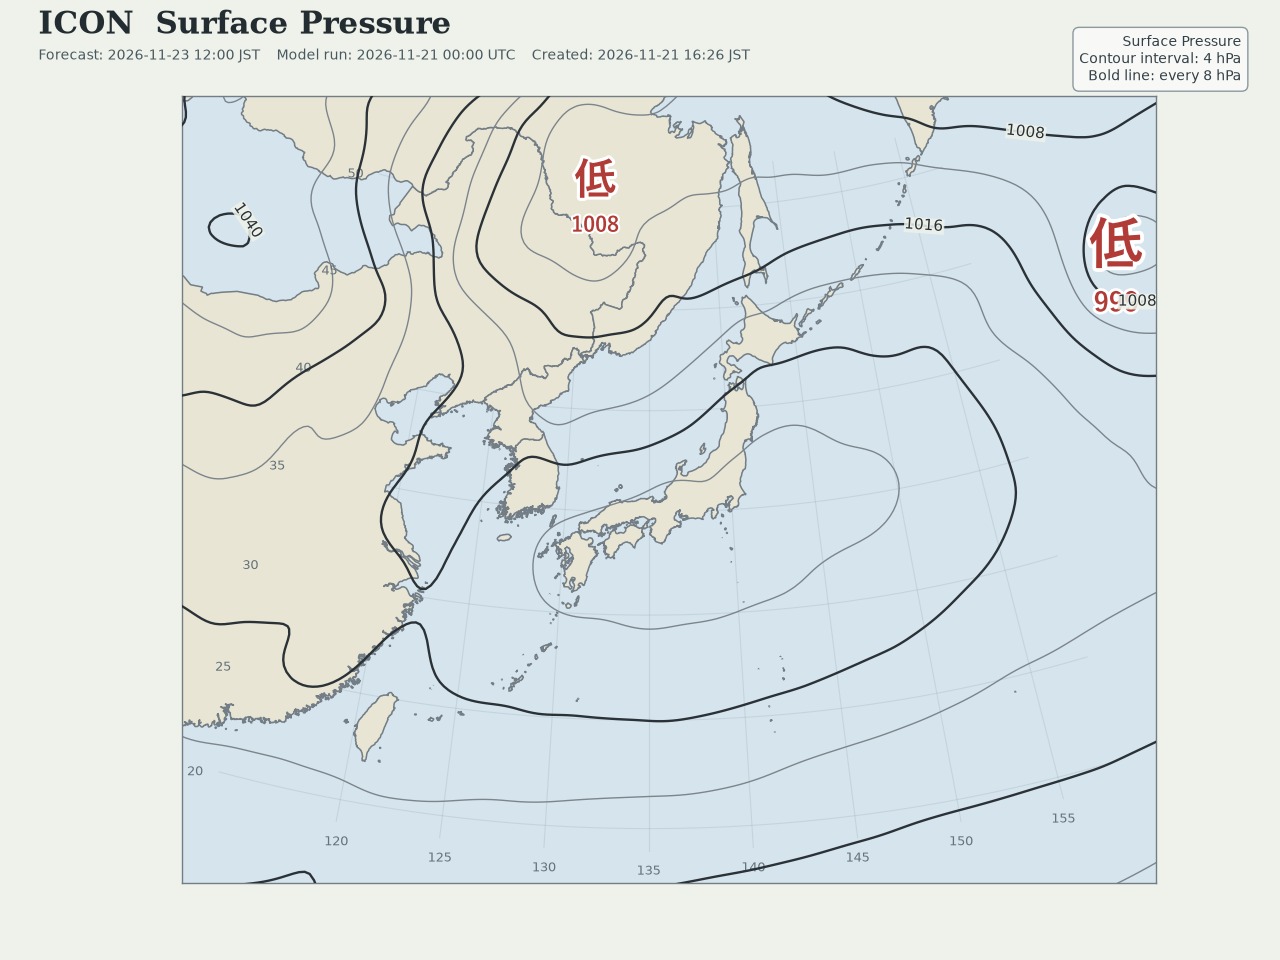 ICON  Surface Pressure
Forecast: 2026-11-23 12:00 JST    Model run: 2026-11-21 00:00 UTC    Created: 2026-11-21 16:26 JST
Surface Pressure
Contour interval: 4 hPa
Bold line: every 8 hPa
1008
50
低
1008
1040
1016
低
1008
45
40
35
30
25
20
120
125
130
135
140
145
150
155